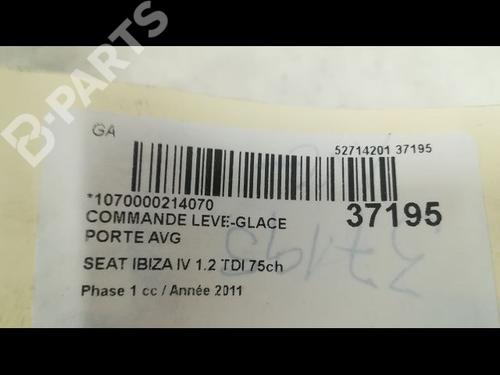 B-PARTS
GA
52714201 37195
*1070000214070
37195
COMMANDE LEVE-GLACE
PORTE AVG
SEAT IBIZA IV 1.2 TDI 75ch
Phase 1 cc / Année 2011
37195